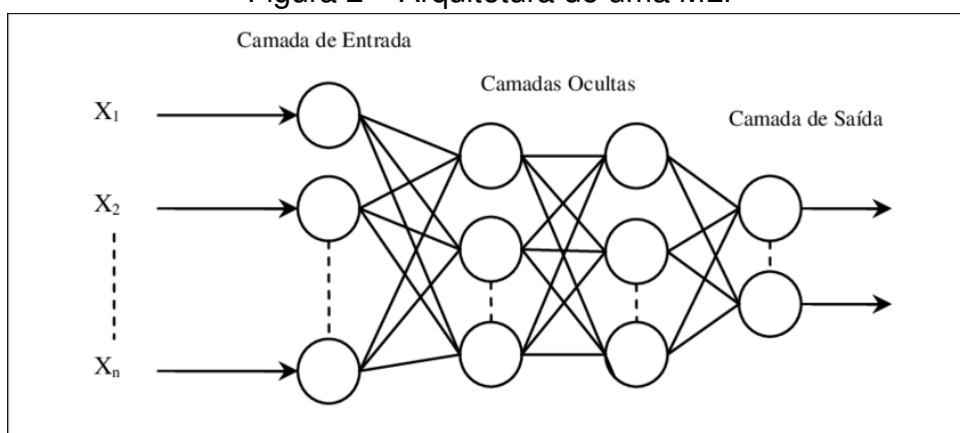 Camada de Entrada
Camadas Ocultas
Camada de Saída
X₁
X₂
Xₙ